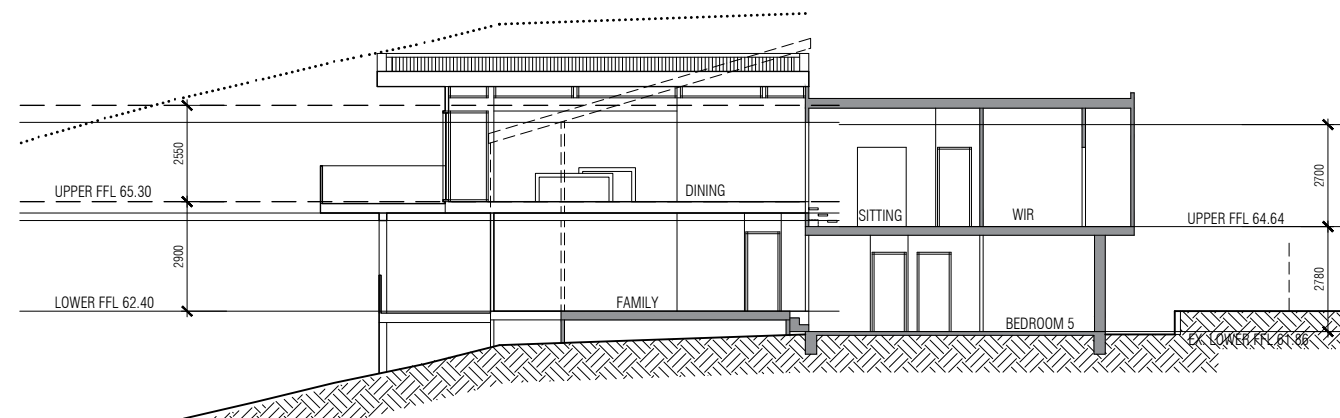 2550
2700
UPPER FFL 65.30
DINING
SITTING
WIR
UPPER FFL 64.64
2900
2780
LOWER FFL 62.40
FAMILY
BEDROOM 5
EX. LOWER FFL 61.86